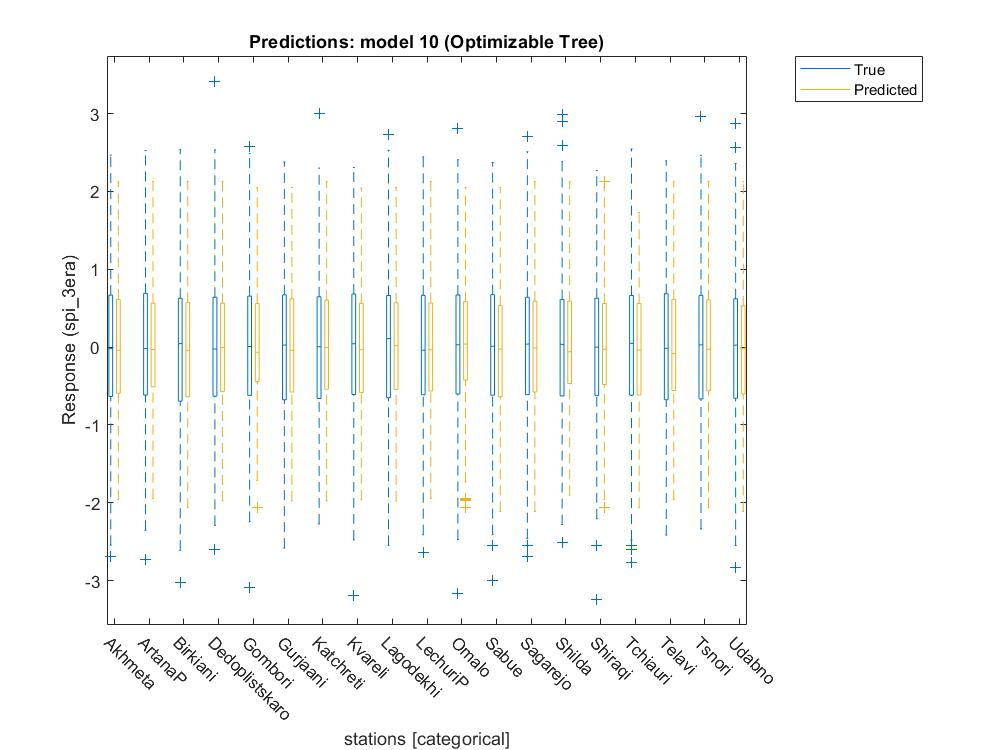 Predictions: model 10 (Optimizable Tree)
True
Predicted
3
2
1
0
-1
-2
-3
Response (spi_3era)
Akhmeta
ArtanaP
Birkiani
Dedoplistskaro
Gombori
Gurjaani
Katchreti
Kvareli
Lagodekhi
LechuriP
Omalo
Sabue
Sagarejo
Shilda
Shiraqi
Tchiauri
Telavi
Tsnori
Udabno
stations [categorical]